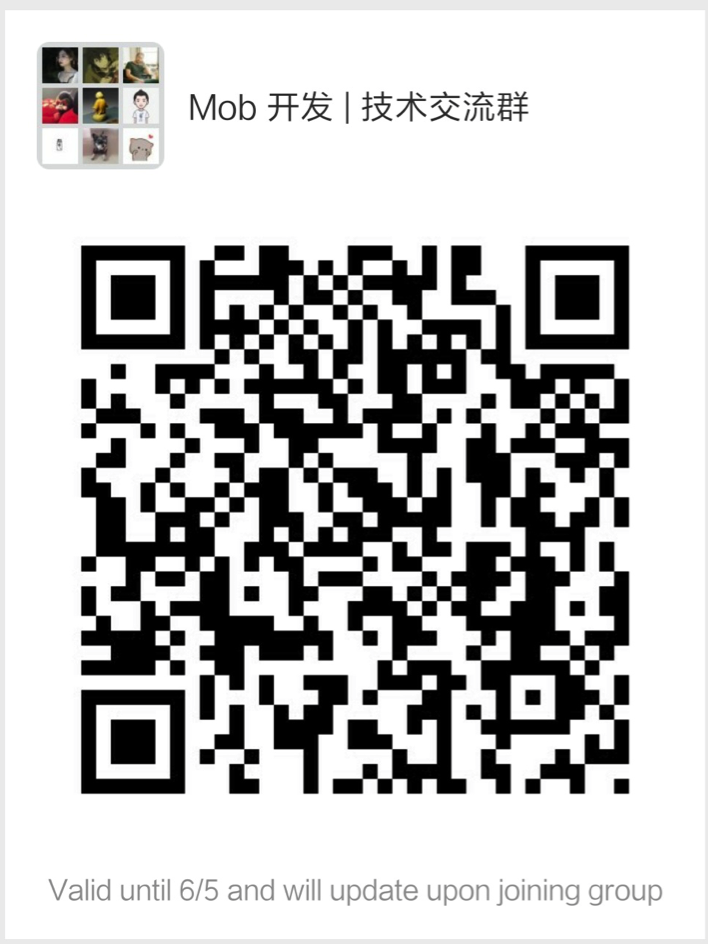 Mob 开发 | 技术交流群
Valid until 6/5 and will update upon joining group